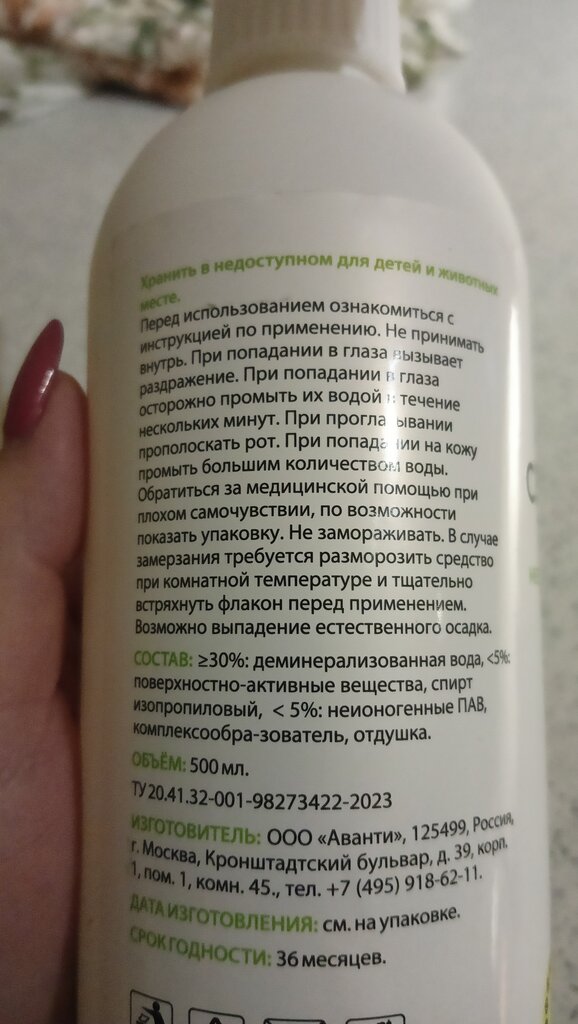 Хранить в недоступном для детей и животных
месте.
Перед использованием ознакомиться с
инструкцией по применению. Не принимать
внутрь. При попадании в глаза вызывает
раздражение. При попадании в глаза
осторожно промыть их водой в течение
нескольких минут. При проглатывании
прополоскать рот. При попадании на кожу
промыть большим количеством воды.
Обратиться за медицинской помощью при
плохом самочувствии, по возможности
показать упаковку. Не замораживать. В случае
замерзания требуется разморозить средство
при комнатной температуре и тщательно
встряхнуть флакон перед применением.
Возможно выпадение естественного осадка.
СОСТАВ: ≥30%: деминерализованная вода, <5%:
поверхностно-активные вещества, спирт
изопропиловый, < 5%: неионогенные ПАВ,
комплексообра-зователь, отдушка.
ОБЪЁМ: 500 мл.
ТУ 20.41.32-001-98273422-2023
ИЗГОТОВИТЕЛЬ: ООО «Аванти», 125499, Россия,
г. Москва, Кронштадтский бульвар, д. 39, корп.
1, пом. 1, комн. 45., тел. +7 (495) 918-62-11.
ДАТА ИЗГОТОВЛЕНИЯ: см. на упаковке.
СРОК ГОДНОСТИ: 36 месяцев.